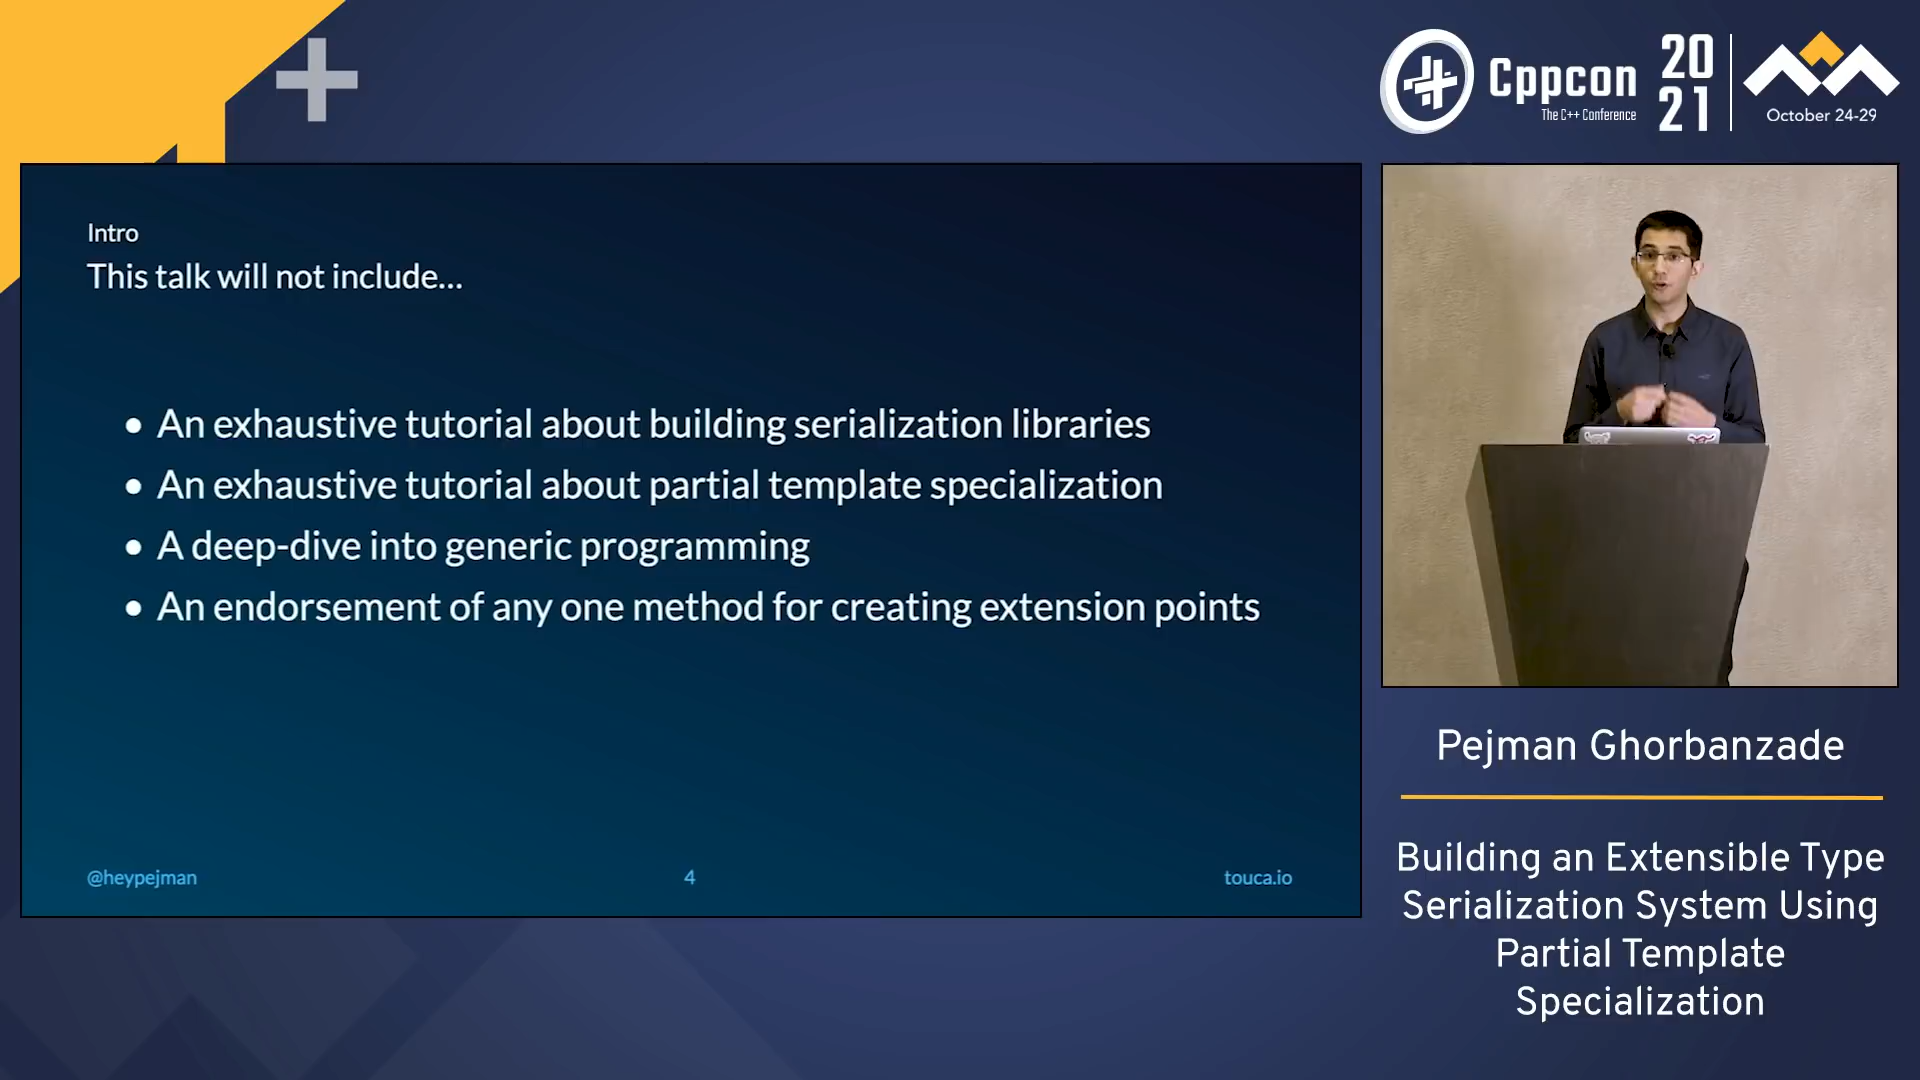 Cppcon
The C++ Conference
20
21
October 24-29
Intro
This talk will not include...
• An exhaustive tutorial about building serialization libraries
• An exhaustive tutorial about partial template specialization
• A deep-dive into generic programming
• An endorsement of any one method for creating extension points
@heypejman
4
touca.io
Pejman Ghorbanzade
Building an Extensible Type
Serialization System Using
Partial Template
Specialization